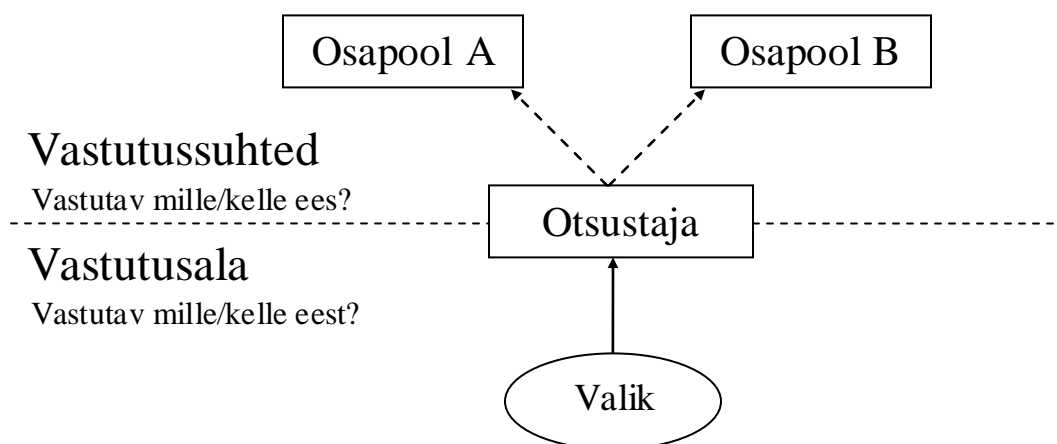 Osapool A
Osapool B
Vastutussuhted
Vastutav mille/kelle ees?
Otsustaja
Vastutusala
Vastutav mille/kelle eest?
Valik